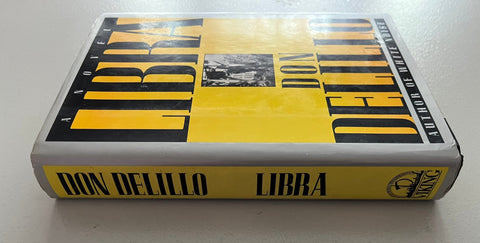 A NOVEL
LIBRA
DON
DELILLO
AUTHOR OF WHITE NOISE
DON DELILLO LIBRA VIKING